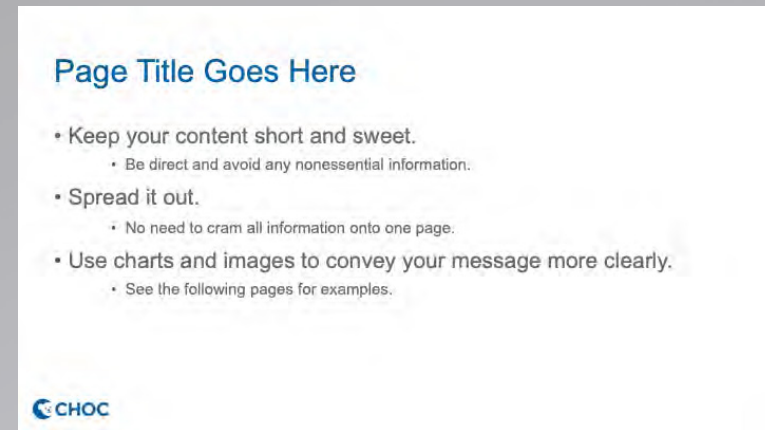 Page Title Goes Here
• Keep your content short and sweet.
• Be direct and avoid any nonessential information.
• Spread it out.
• No need to cram all information onto one page.
• Use charts and images to convey your message more clearly.
• See the following pages for examples.
CHOC